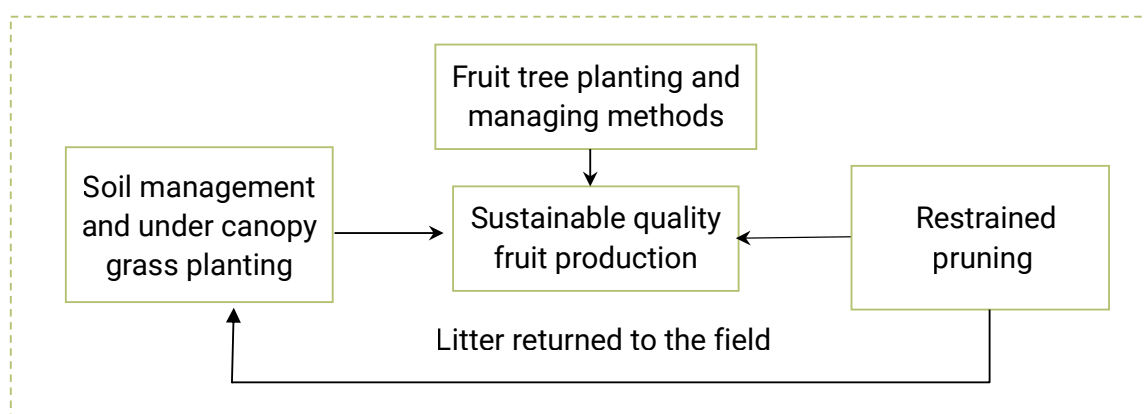 Fruit tree planting and
managing methods
Soil management
and under canopy
grass planting
Sustainable quality
fruit production
Restrained
pruning
Litter returned to the field